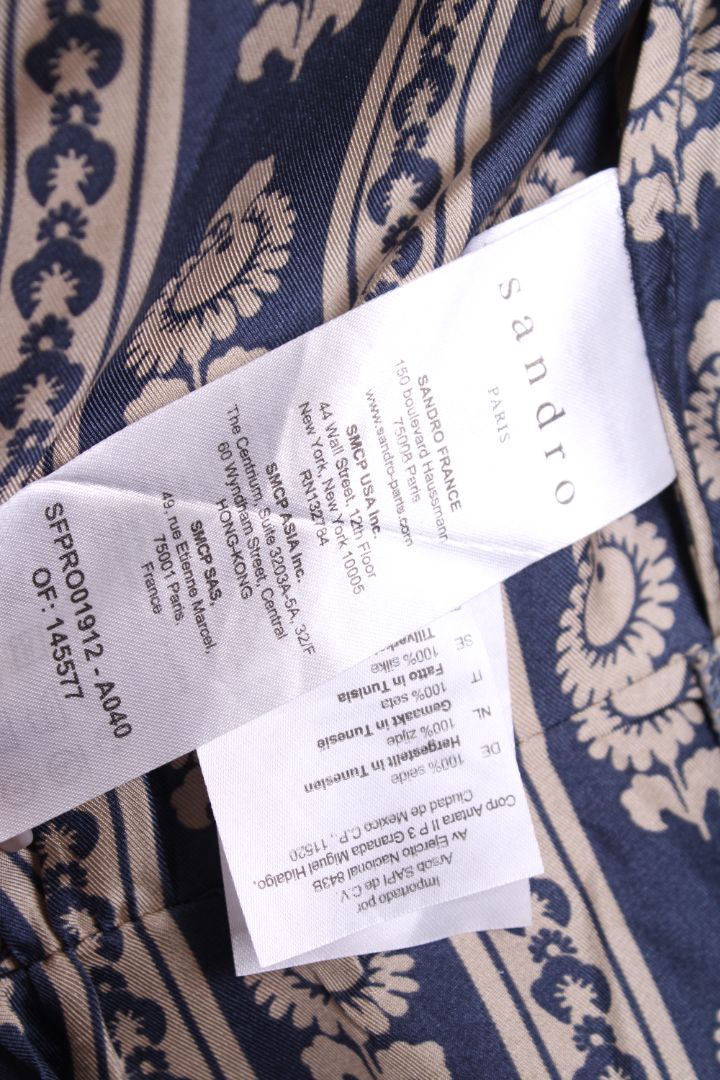 sandro
PARIS
SANDRO FRANCE
150 boulevard Haussmann
75008 Paris
www.sandro-paris.com
SMCP USA Inc.
44 Wall Street, 12th Floor
New York, New York 10005
RN132784
SMCP ASIA Inc.
The Centrium, Suite 3203A-5A, 32/F
60 Wyndham Street, Central
HONG-KONG
SMCP SAS,
49, rue Etienne Marcel,
75001 Paris,
France
SFPRO01912 - A040
OF: 145577
Importado por
Arsob SAPI de C.V.
Av Ejercito Nacional 843B
Corp Antara II P 3 Granada Miguel Hidalgo.
Ciudad de Mexico C.P., 11520
DE 100% seide
Hergestellt in Tunesien
NL 100% zijde
Gemaakt in Tunesië
IT 100% seta
Fatto in Tunisia
SE 100% silke